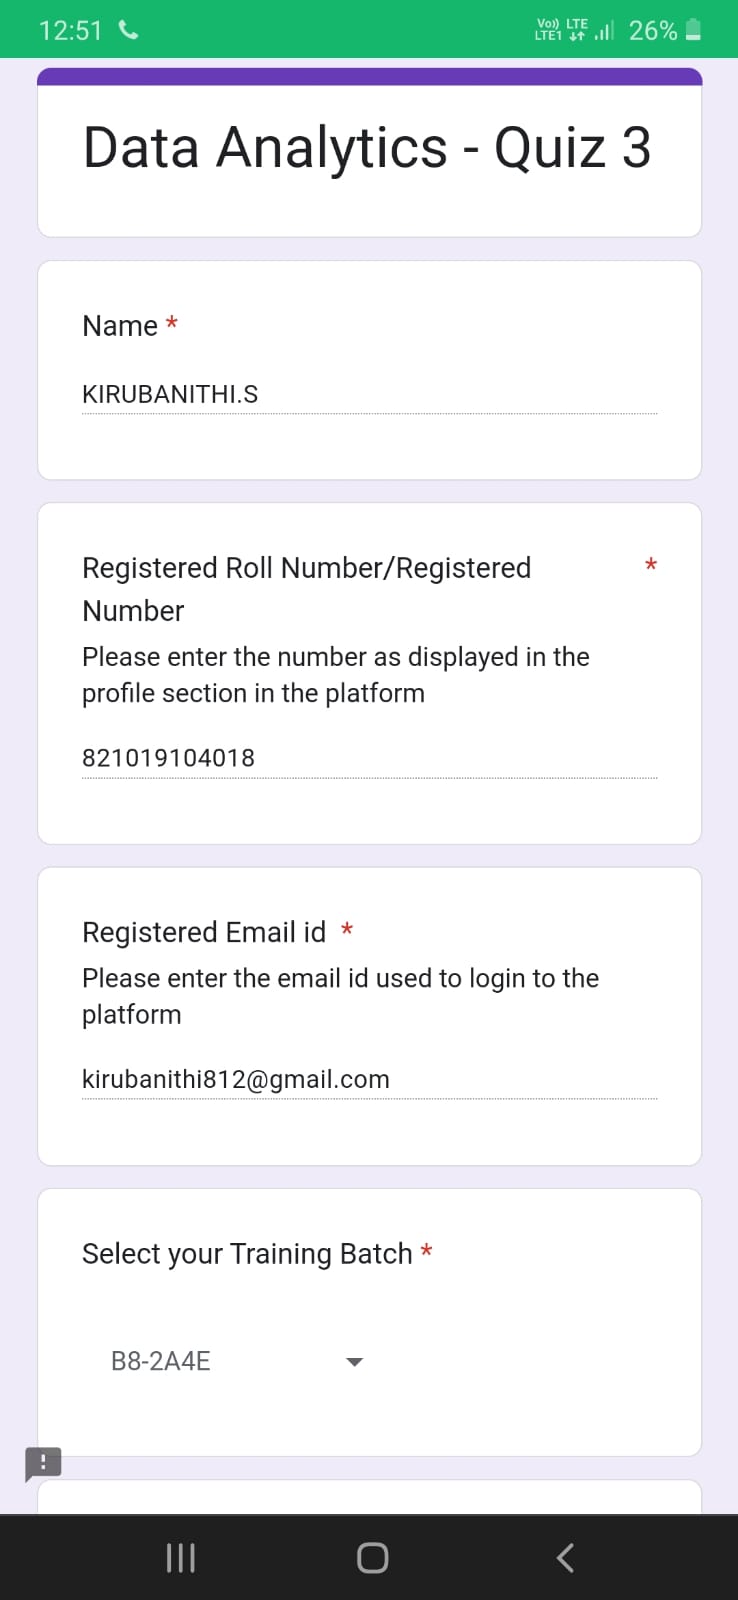 12:51
Vo)) LTE
LTE1
26%
Data Analytics - Quiz 3
Name *
KIRUBANITHI.S
Registered Roll Number/Registered *
Number
Please enter the number as displayed in the
profile section in the platform
821019104018
Registered Email id *
Please enter the email id used to login to the
platform
kirubanithi812@gmail.com
Select your Training Batch *
B8-2A4E